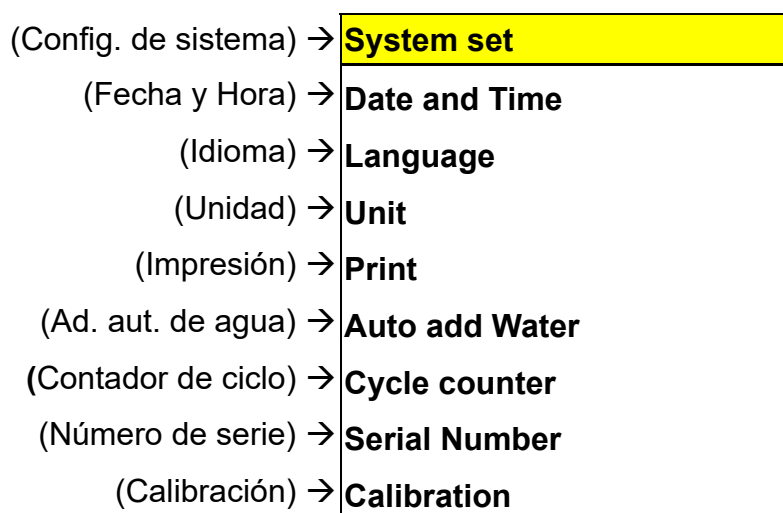 (Config. de sistema) → System set
(Fecha y Hora) → Date and Time
(Idioma) → Language
(Unidad) → Unit
(Impresión) → Print
(Ad. aut. de agua) → Auto add Water
(Contador de ciclo) → Cycle counter
(Número de serie) → Serial Number
(Calibración) → Calibration